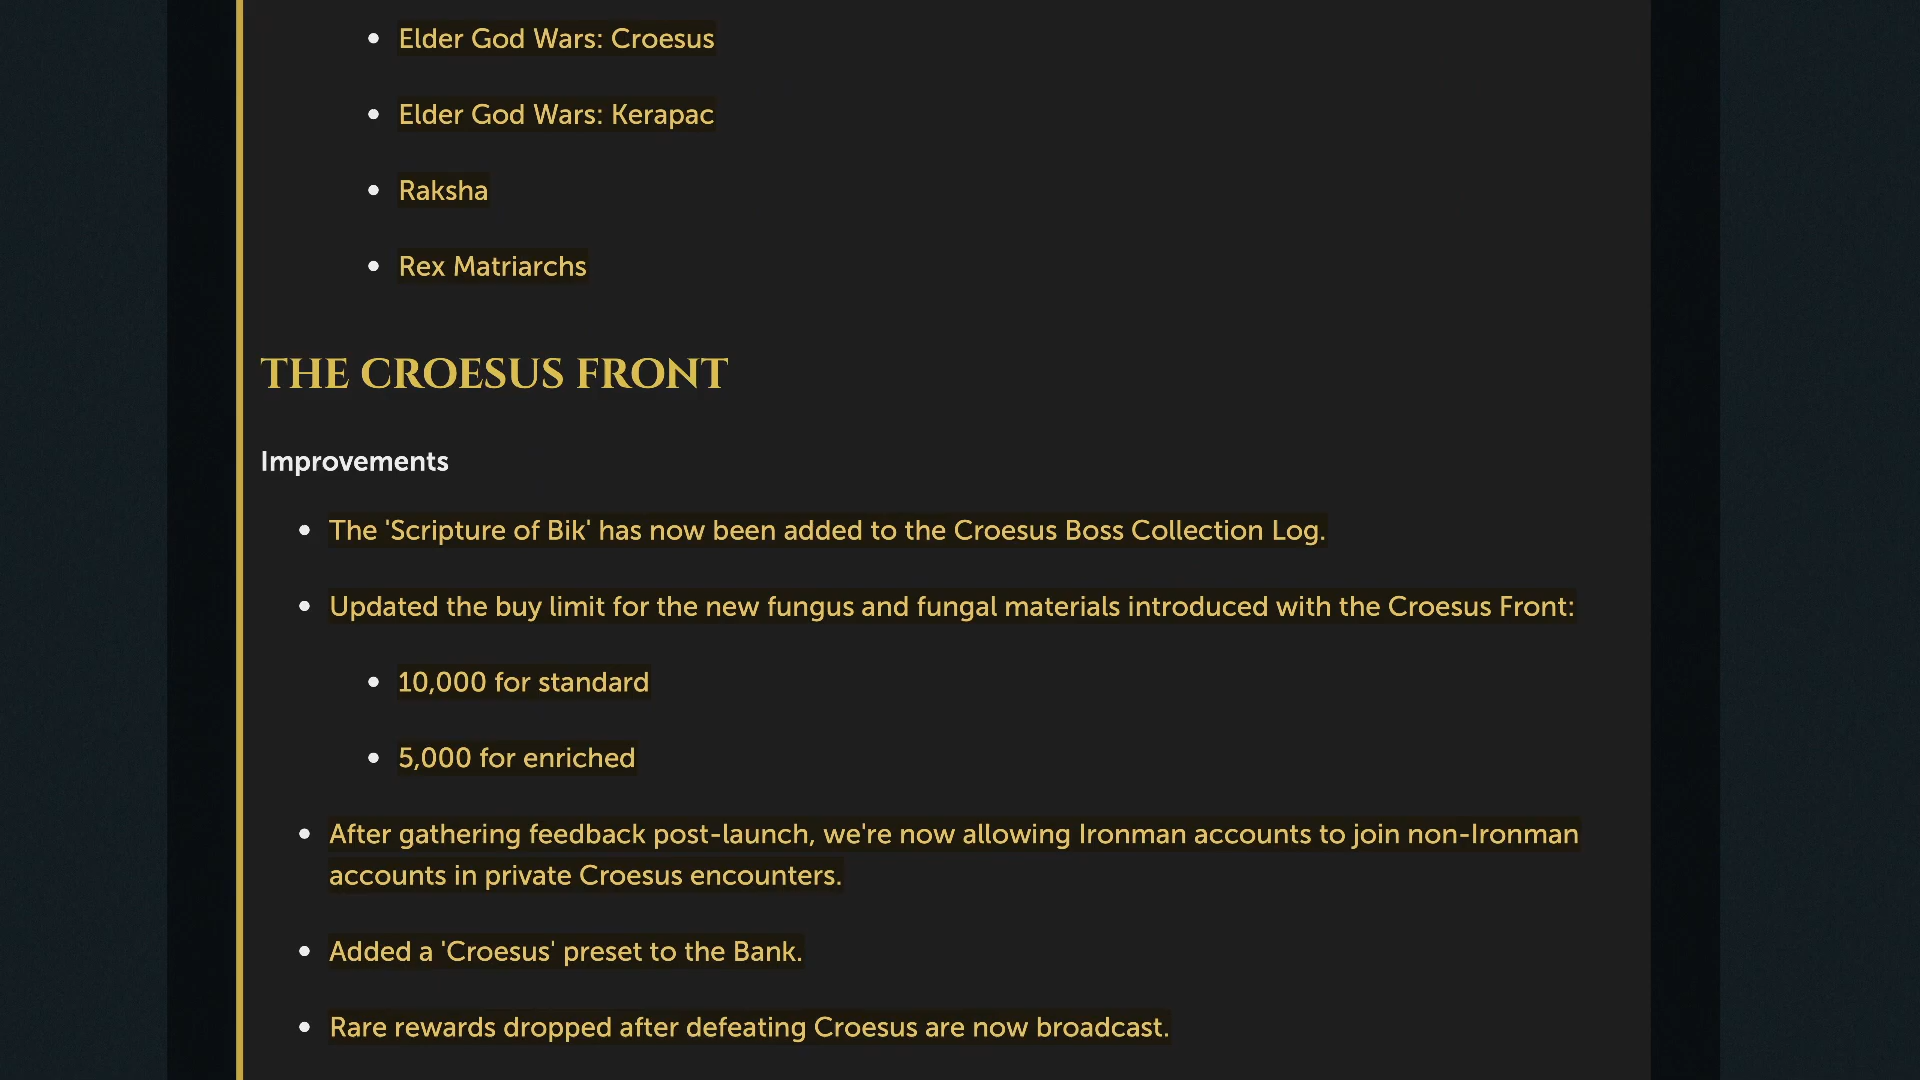 Elder God Wars: Croesus
Elder God Wars: Kerapac
Raksha
Rex Matriarchs
THE CROESUS FRONT
Improvements
The 'Scripture of Bik' has now been added to the Croesus Boss Collection Log.
Updated the buy limit for the new fungus and fungal materials introduced with the Croesus Front:
10,000 for standard
5,000 for enriched
After gathering feedback post-launch, we're now allowing Ironman accounts to join non-Ironman
accounts in private Croesus encounters.
Added a 'Croesus' preset to the Bank.
Rare rewards dropped after defeating Croesus are now broadcast.